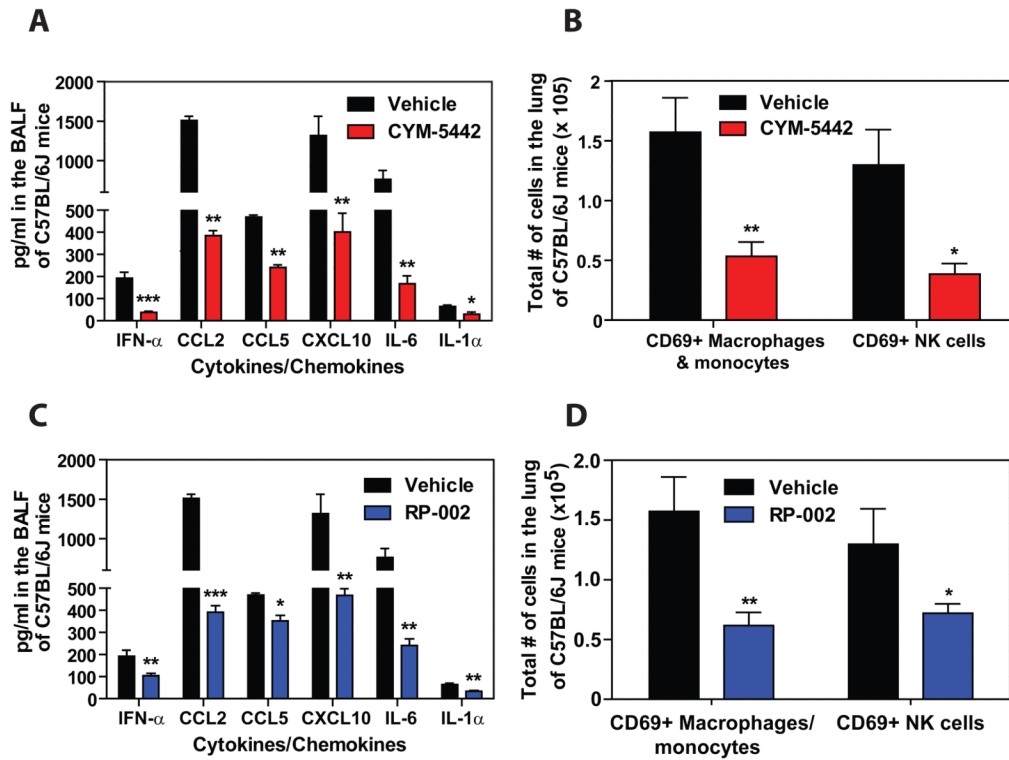 A
pg/ml in the BALF
of C57BL/6J mice
2000
1500
1000
500
400
300
200
100
0
Vehicle
CYM-5442
***
**
**
**
**
*
IFN-α CCL2 CCL5 CXCL10 IL-6 IL-1α
Cytokines/Chemokines
B
Total # of cells in the lung
of C57BL/6J mice (x 105)
2
1.5
1.0
0.5
0
Vehicle
CYM-5442
**
*
CD69+ Macrophages
& monocytes
CD69+ NK cells
C
pg/ml in the BALF
of C57BL/6J mice
2000
1500
1000
500
400
300
200
100
0
Vehicle
RP-002
**
***
*
**
**
**
IFN-α CCL2 CCL5 CXCL10 IL-6 IL-1α
Cytokines/Chemokines
D
Total # of cells in the lung
of C57BL/6J mice (x10⁵)
2.0
1.5
1.0
0.5
0
Vehicle
RP-002
**
*
CD69+ Macrophages/
monocytes
CD69+ NK cells